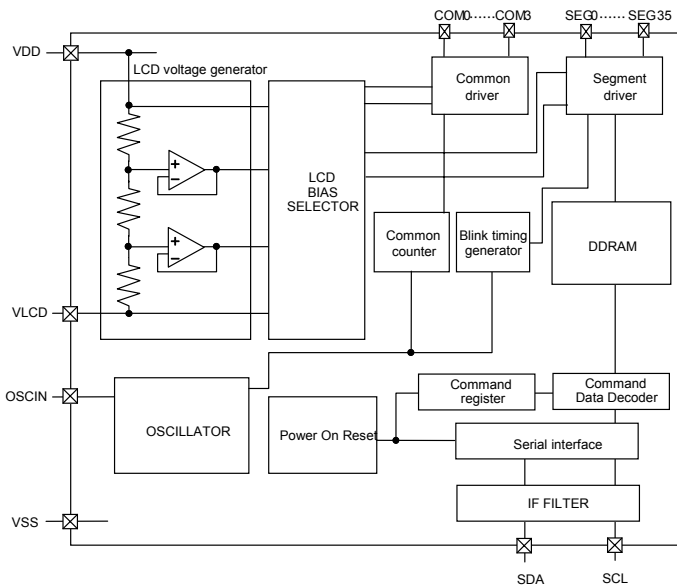 COM0……COM3
SEG0……SEG35
VDD
LCD voltage generator
Common
driver
Segment
driver
+
−
LCD
BIAS
SELECTOR
+
−
Common
counter
Blink timing
generator
DDRAM
VLCD
OSCIN
OSCILLATOR
Power On Reset
Command
register
Command
Data Decoder
Serial interface
IF FILTER
VSS
SDA
SCL